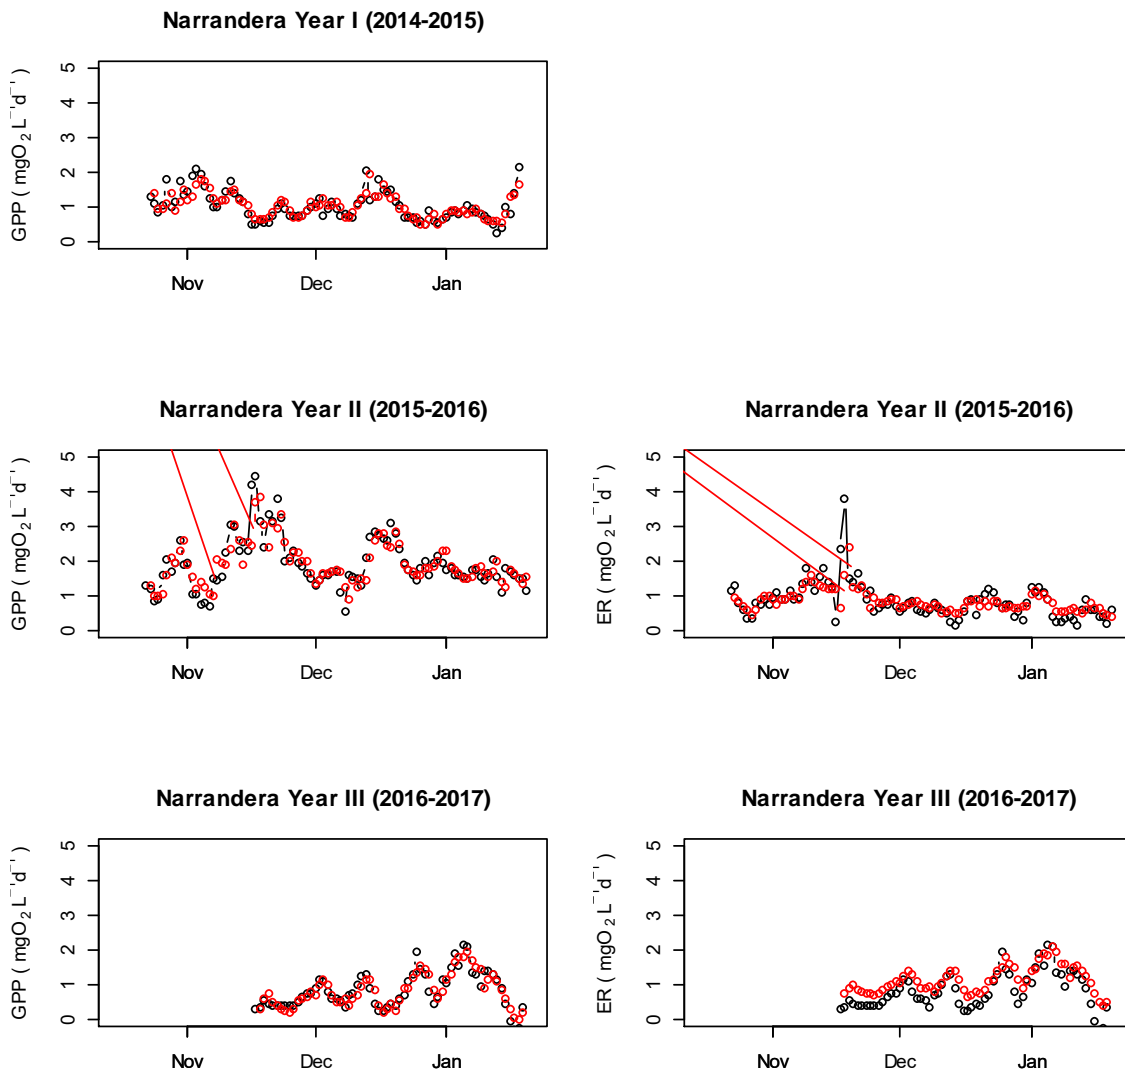 Narrandera Year I (2014-2015)
GPP ( mgO₂ L⁻¹d⁻¹ )
5
4
3
2
1
0
Nov Dec Jan
Narrandera Year II (2015-2016)
GPP ( mgO₂ L⁻¹d⁻¹ )
5
4
3
2
1
0
Nov Dec Jan
Narrandera Year II (2015-2016)
ER ( mgO₂ L⁻¹d⁻¹ )
5
4
3
2
1
0
Nov Dec Jan
Narrandera Year III (2016-2017)
GPP ( mgO₂ L⁻¹d⁻¹ )
5
4
3
2
1
0
Nov Dec Jan
Narrandera Year III (2016-2017)
ER ( mgO₂ L⁻¹d⁻¹ )
5
4
3
2
1
0
Nov Dec Jan